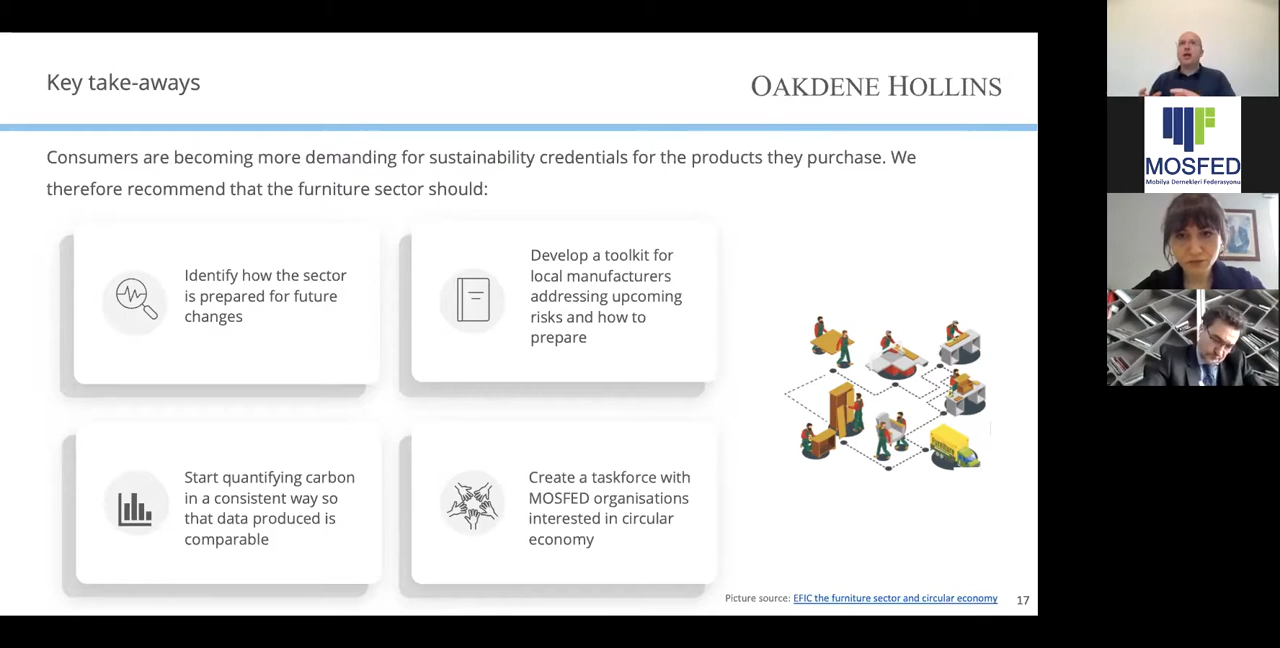 Key take-aways
OAKDENE HOLLINS
Consumers are becoming more demanding for sustainability credentials for the products they purchase. We
therefore recommend that the furniture sector should:
Identify how the sector
is prepared for future
changes
Develop a toolkit for
local manufacturers
addressing upcoming
risks and how to
prepare
Start quantifying carbon
in a consistent way so
that data produced is
comparable
Create a taskforce with
MOSFED organisations
interested in circular
economy
Picture source: EFIC the furniture sector and circular economy
17
MOSFED
Mobilya Dernekleri Federasyonu